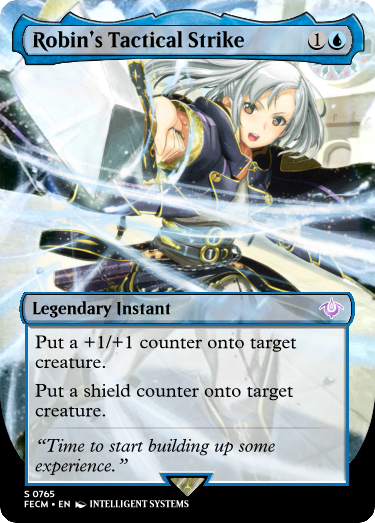 Robin's Tactical Strike 1
Legendary Instant
Put a +1/+1 counter onto target
creature.
Put a shield counter onto target
creature.
“Time to start building up some
experience.”
S 0765
FECM • EN INTELLIGENT SYSTEMS